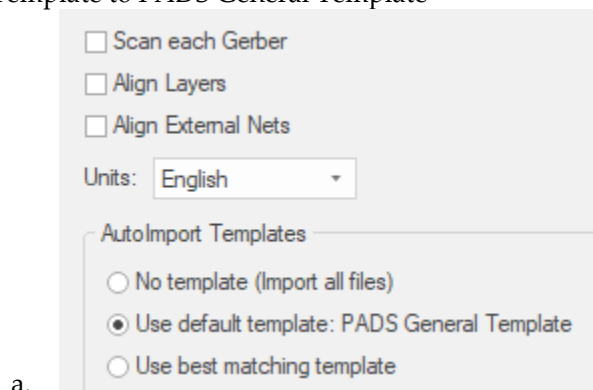 Template to PADS General Template
Scan each Gerber
Align Layers
Align External Nets
Units: English
AutoImport Templates
No template (Import all files)
Use default template: PADS General Template
Use best matching template
a.